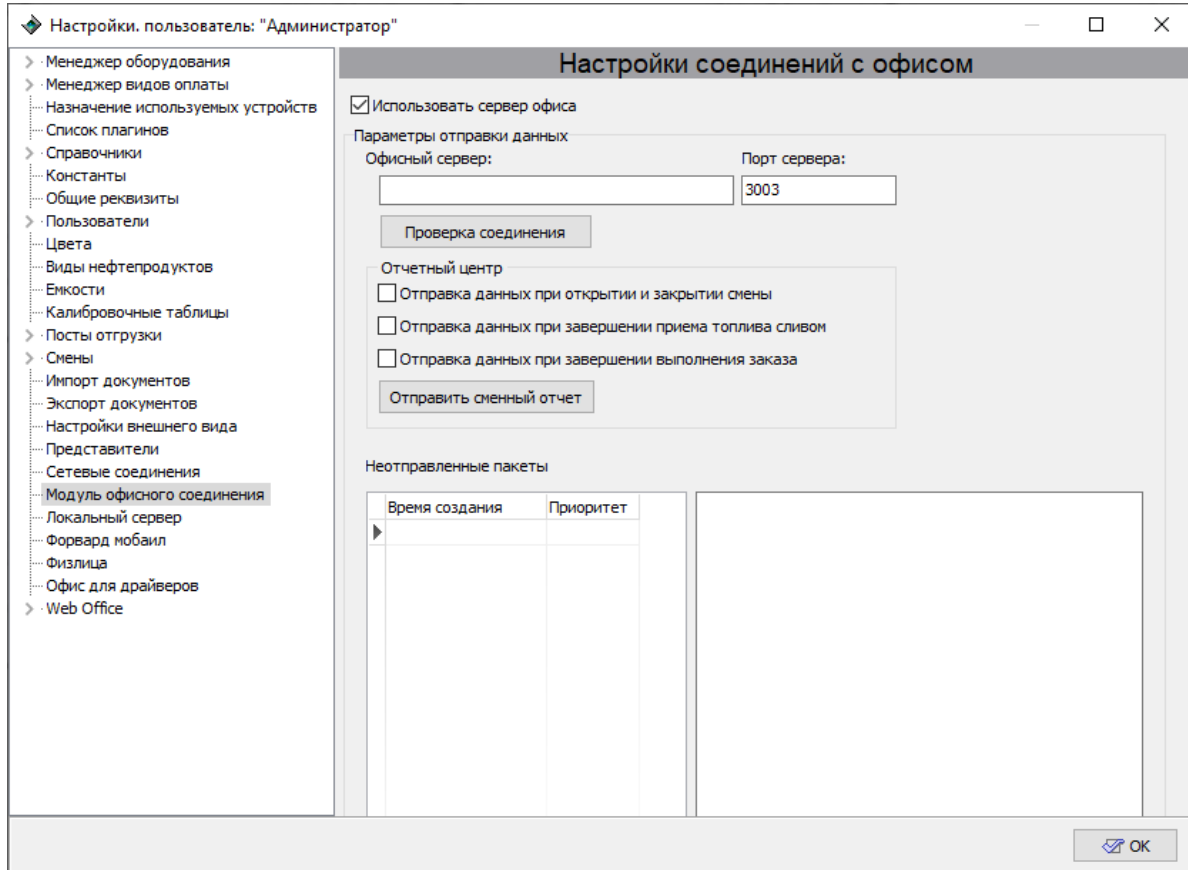 Настройки. пользователь: "Администратор"
Менеджер оборудования
Менеджер видов оплаты
Назначение используемых устройств
Список плагинов
Справочники
Константы
Общие реквизиты
Пользователи
Цвета
Виды нефтепродуктов
Емкости
Калибровочные таблицы
Посты отгрузки
Смены
Импорт документов
Экспорт документов
Настройки внешнего вида
Представители
Сетевые соединения
Модуль офисного соединения
Локальный сервер
Форвард мобаил
Физлица
Офис для драйверов
Web Office
Настройки соединений с офисом
Использовать сервер офиса
Параметры отправки данных
Офисный сервер: Порт сервера:
3003
Проверка соединения
Отчетный центр
Отправка данных при открытии и закрытии смены
Отправка данных при завершении приема топлива сливом
Отправка данных при завершении выполнения заказа
Отправить сменный отчет
Неотправленные пакеты
Время создания Приоритет
OK